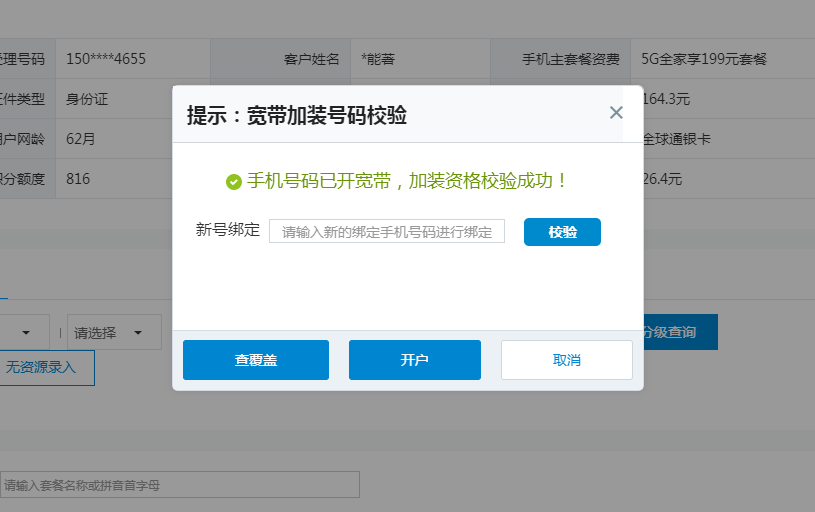 理号码 150****4655 客户姓名 *能著 手机主套餐资费 5G全家享199元套餐
件类型 身份证 164.3元
户网龄 62月 全球通银卡
分额度 816 26.4元
提示：宽带加装号码校验
手机号码已开宽带，加装资格校验成功！
新号绑定 请输入新的绑定手机号码进行绑定 校验
请选择 分级查询
无资源录入
查覆盖 开户 取消
请输入套餐名称或拼音首字母